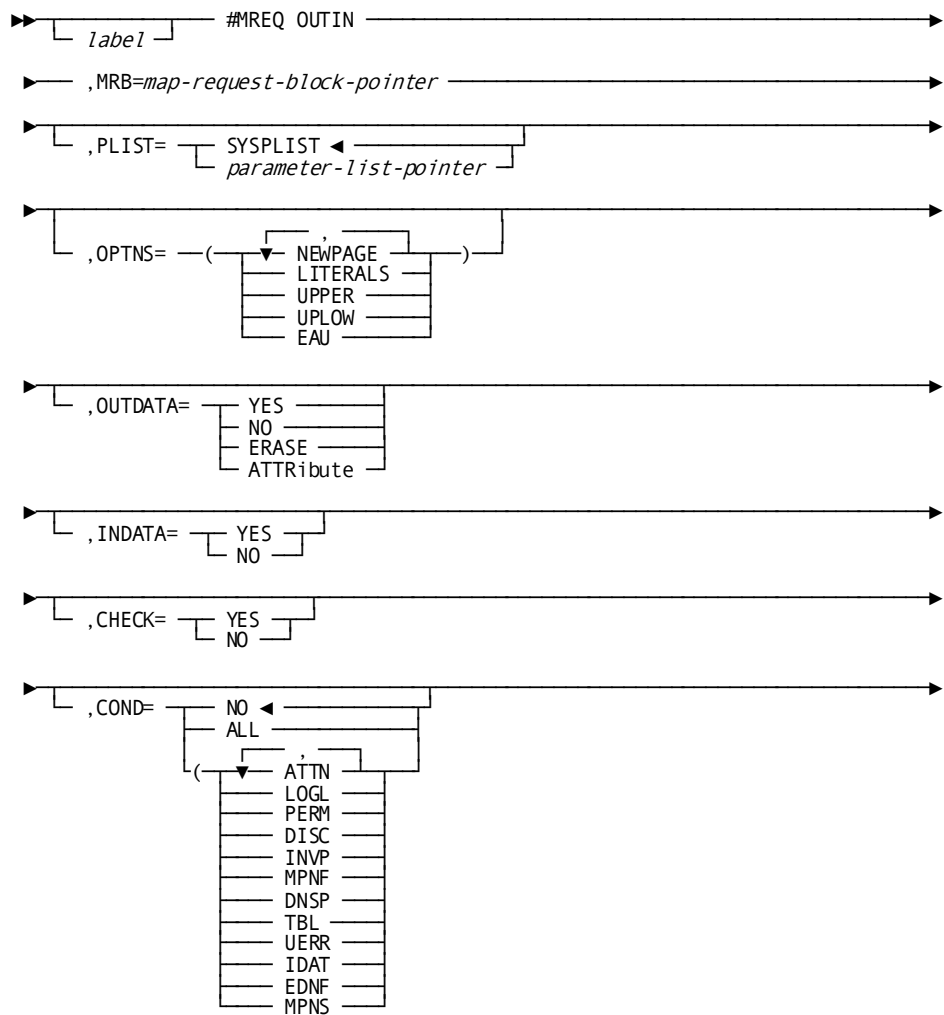 #MREQ OUTIN
label
,MRB=map-request-block-pointer
,PLIST= SYSPLIST
parameter-list-pointer
,
,OPTNS= ( NEWPAGE )
LITERALS
UPPER
UPLOW
EAU
,OUTDATA= YES
NO
ERASE
ATTRibute
,INDATA= YES
NO
,CHECK= YES
NO
,COND= NO
ALL
,
( ATTN
LOGL
PERM
DISC
INVP
MPNF
DNSP
TBL
UERR
IDAT
EDNF
MPNS